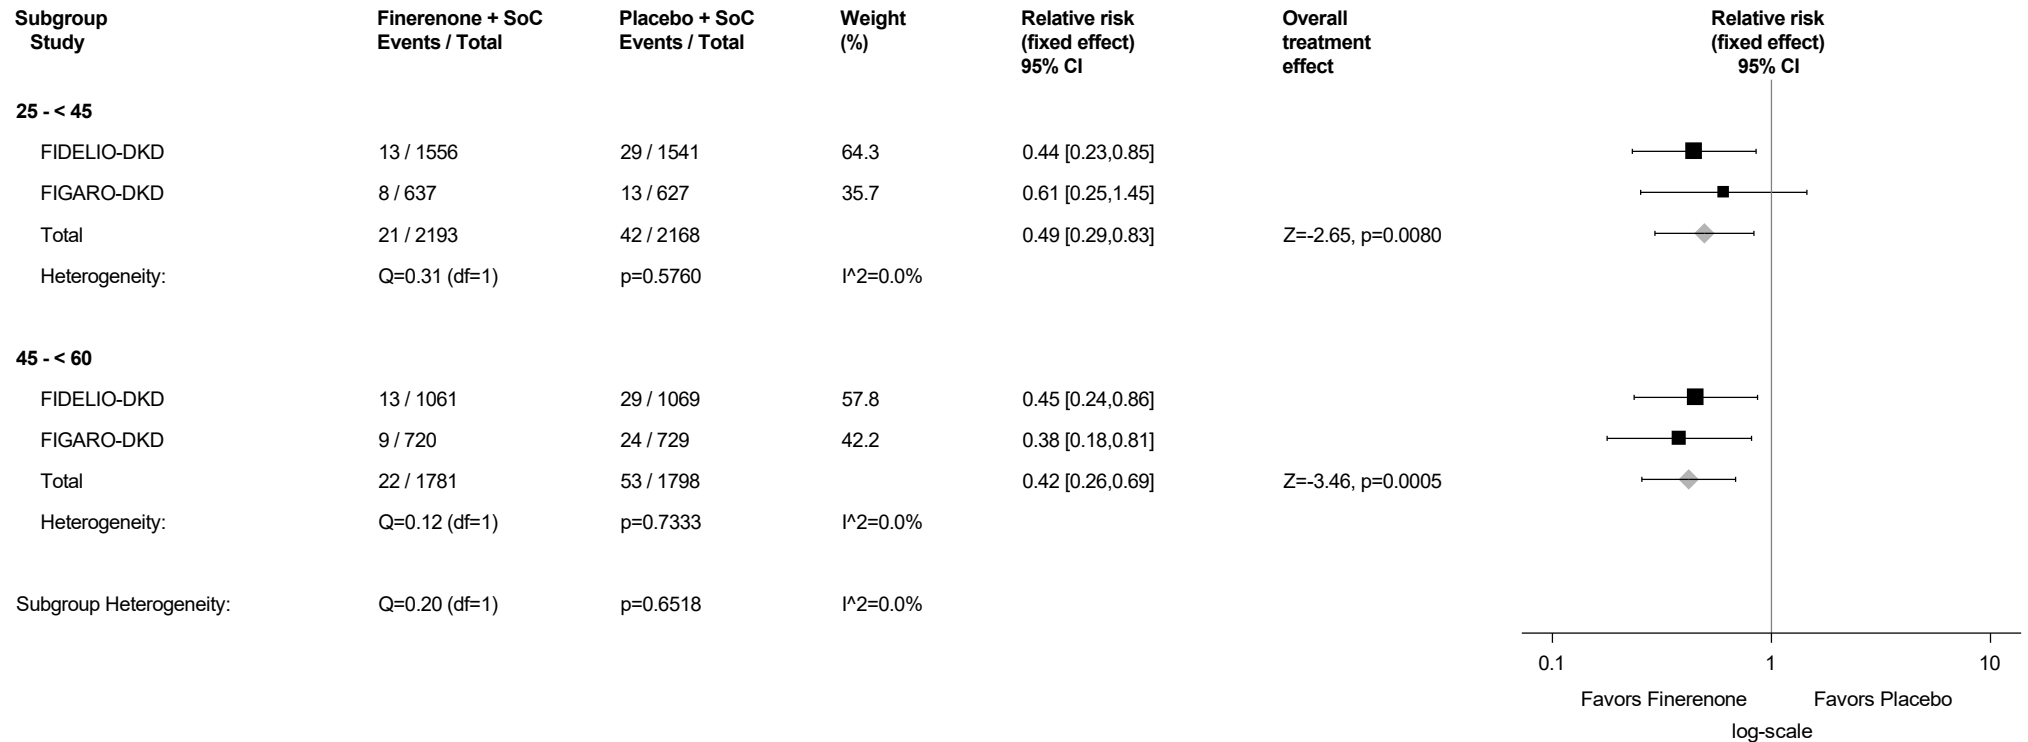 Subgroup Finerenone + SoC Placebo + SoC Weight Relative risk Overall Relative risk
Study Events / Total Events / Total (%) (fixed effect) treatment (fixed effect)
95% CI effect 95% CI
25 - < 45
FIDELIO-DKD 13 / 1556 29 / 1541 64.3 0.44 [0.23,0.85]
FIGARO-DKD 8 / 637 13 / 627 35.7 0.61 [0.25,1.45]
Total 21 / 2193 42 / 2168 0.49 [0.29,0.83] Z=-2.65, p=0.0080
Heterogeneity: Q=0.31 (df=1) p=0.5760 I^2=0.0%
45 - < 60
FIDELIO-DKD 13 / 1061 29 / 1069 57.8 0.45 [0.24,0.86]
FIGARO-DKD 9 / 720 24 / 729 42.2 0.38 [0.18,0.81]
Total 22 / 1781 53 / 1798 0.42 [0.26,0.69] Z=-3.46, p=0.0005
Heterogeneity: Q=0.12 (df=1) p=0.7333 I^2=0.0%
Subgroup Heterogeneity: Q=0.20 (df=1) p=0.6518 I^2=0.0%
0.1 1 10
Favors Finerenone Favors Placebo
log-scale